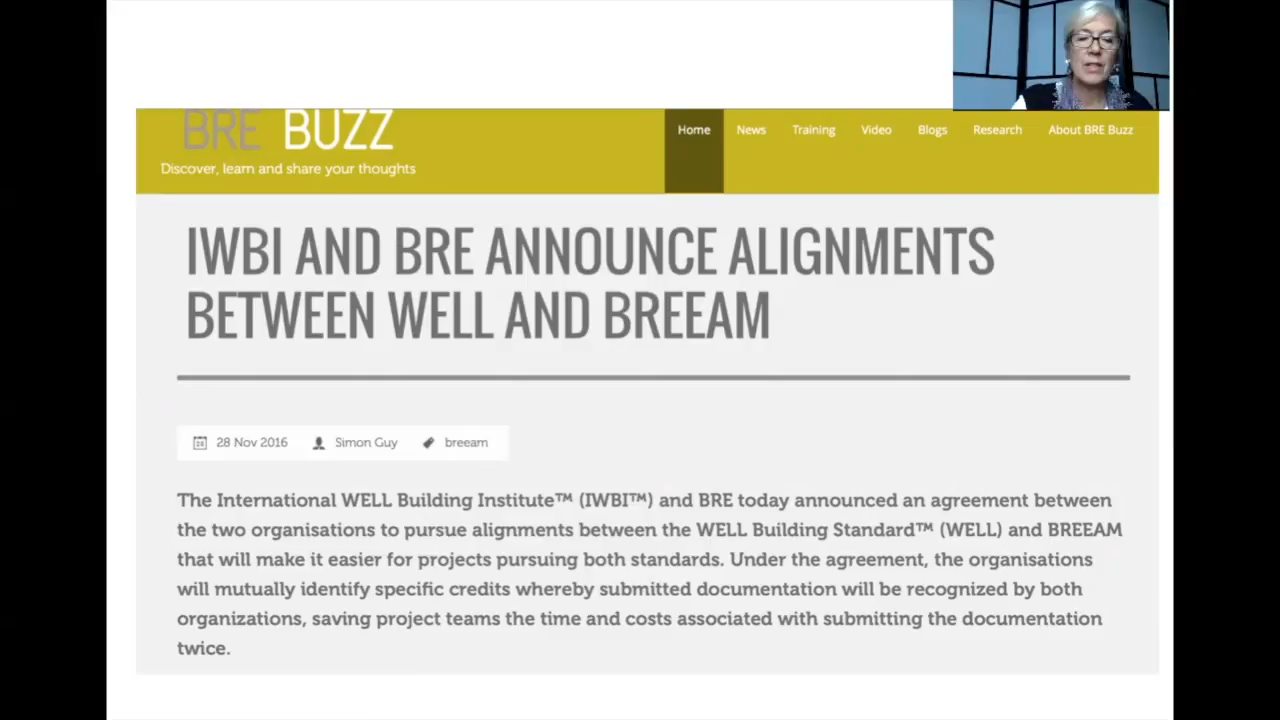 BRE BUZZ
Discover, learn and share your thoughts
Home News Training Video Blogs Research About BRE Buzz
IWBI AND BRE ANNOUNCE ALIGNMENTS
BETWEEN WELL AND BREEAM
28 Nov 2016 Simon Guy breeam
The International WELL Building Institute™ (IWBI™) and BRE today announced an agreement between
the two organisations to pursue alignments between the WELL Building Standard™ (WELL) and BREEAM
that will make it easier for projects pursuing both standards. Under the agreement, the organisations
will mutually identify specific credits whereby submitted documentation will be recognized by both
organizations, saving project teams the time and costs associated with submitting the documentation
twice.